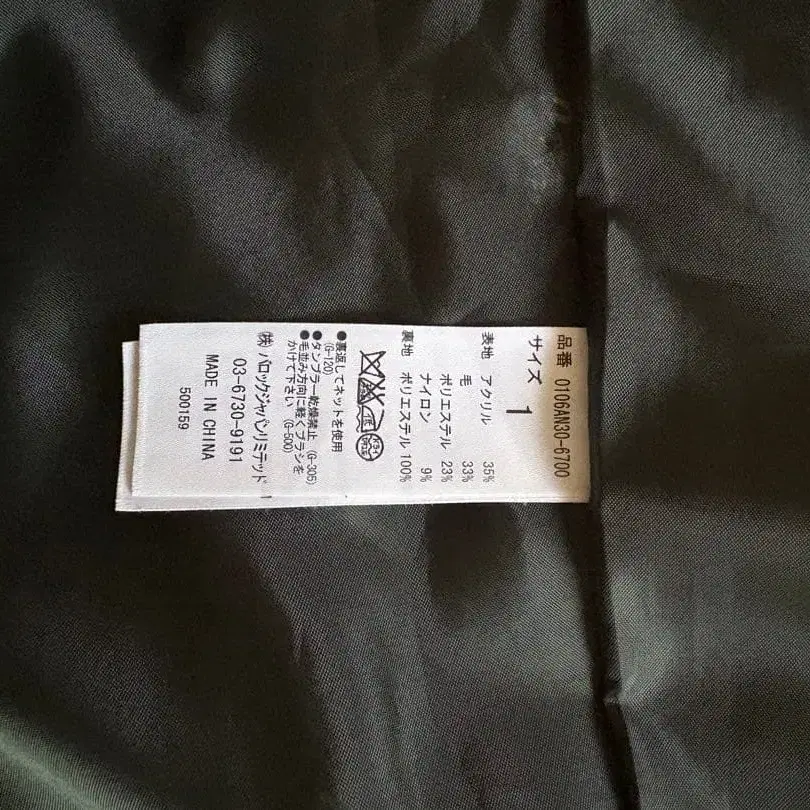 品番 0106AN30-6700
サイズ 1
表地 アクリル 35%
毛 33%
ポリエステル 23%
ナイロン 9%
裏地 ポリエステル 100%
低
●裏返してネットを使用
(G-120)
●タンブラー乾燥禁止 (G-305)
●毛並み方向に軽くブラシを
かけて下さい (G-500)
(株) バロックジャパンリミテッド 1
03-6730-9191
MADE IN CHINA
500159